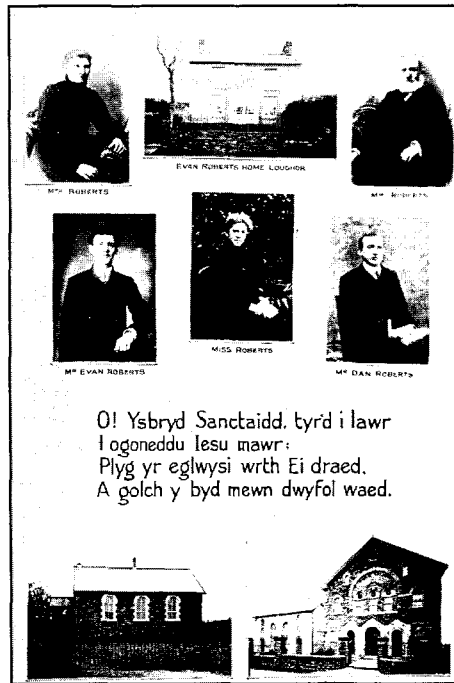 EVAN ROBERTS HOME LOUGHOR
Mrs ROBERTS
Mr ROBERTS
Mr EVAN ROBERTS
MISS ROBERTS
Mr DAN ROBERTS
O! Ysbryd Sanctaidd, tyr'd i lawr
I ogoneddu Iesu mawr:
Plyg yr eglwysi wrth Ei draed,
A golch y byd mewn dwyfol waed.